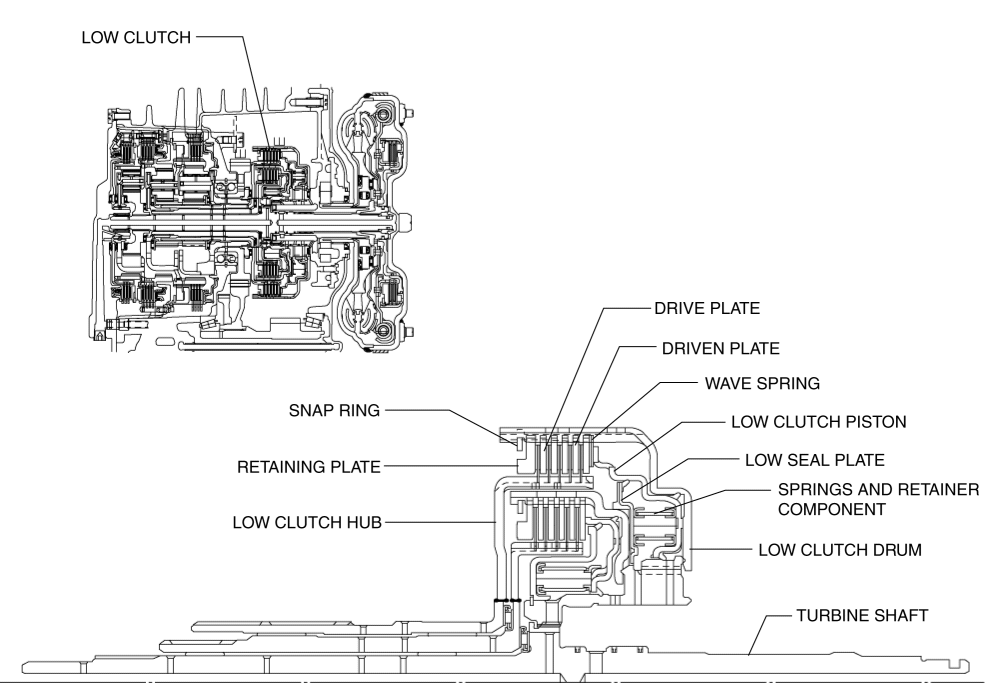 LOW CLUTCH
DRIVE PLATE
DRIVEN PLATE
WAVE SPRING
SNAP RING
LOW CLUTCH PISTON
RETAINING PLATE
LOW SEAL PLATE
SPRINGS AND RETAINER
COMPONENT
LOW CLUTCH HUB
LOW CLUTCH DRUM
TURBINE SHAFT